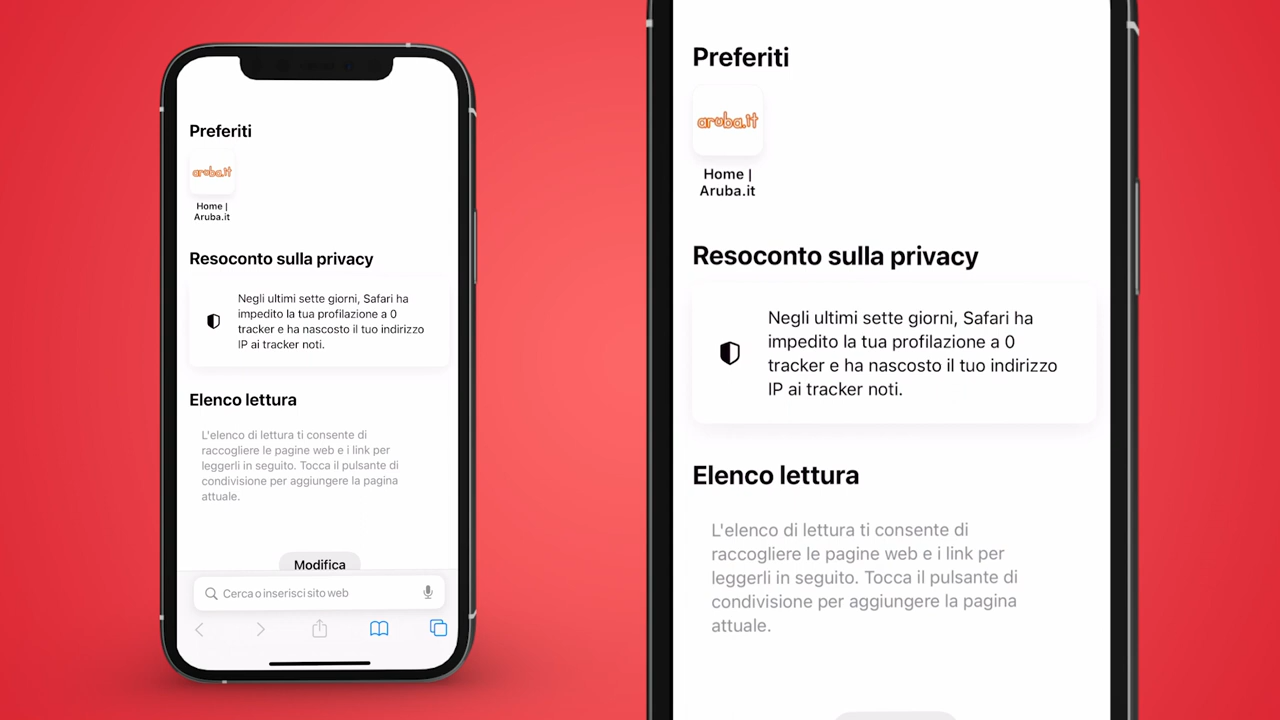 Preferiti
aruba.it
Home |
Aruba.it
Resoconto sulla privacy
Negli ultimi sette giorni, Safari ha
impedito la tua profilazione a 0
tracker e ha nascosto il tuo indirizzo
IP ai tracker noti.
Elenco lettura
L'elenco di lettura ti consente di
raccogliere le pagine web e i link per
leggerli in seguito. Tocca il pulsante di
condivisione per aggiungere la pagina
attuale.
Modifica
Cerca o inserisci sito web
Preferiti
aruba.it
Home |
Aruba.it
Resoconto sulla privacy
Negli ultimi sette giorni, Safari ha
impedito la tua profilazione a 0
tracker e ha nascosto il tuo indirizzo
IP ai tracker noti.
Elenco lettura
L'elenco di lettura ti consente di
raccogliere le pagine web e i link per
leggerli in seguito. Tocca il pulsante di
condivisione per aggiungere la pagina
attuale.